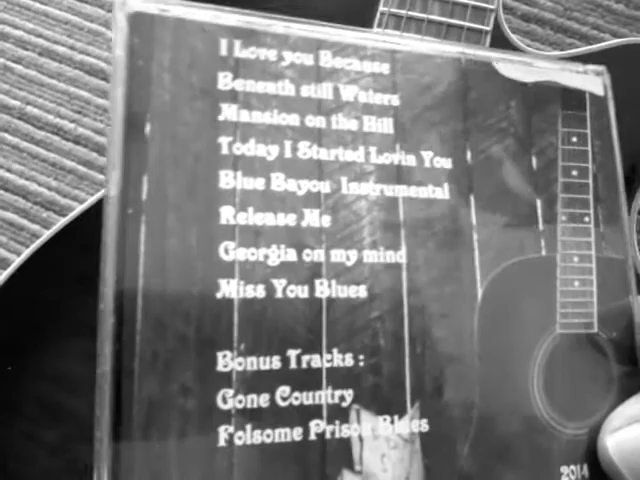 I Love you Because
Beneath still Waters
Mansion on the Hill
Today I Started Lovin You
Blue Bayou Instrumental
Release Me
Georgia on my mind
Miss You Blues
Bonus Tracks :
Gone Country
Folsome Prison Blues
2014